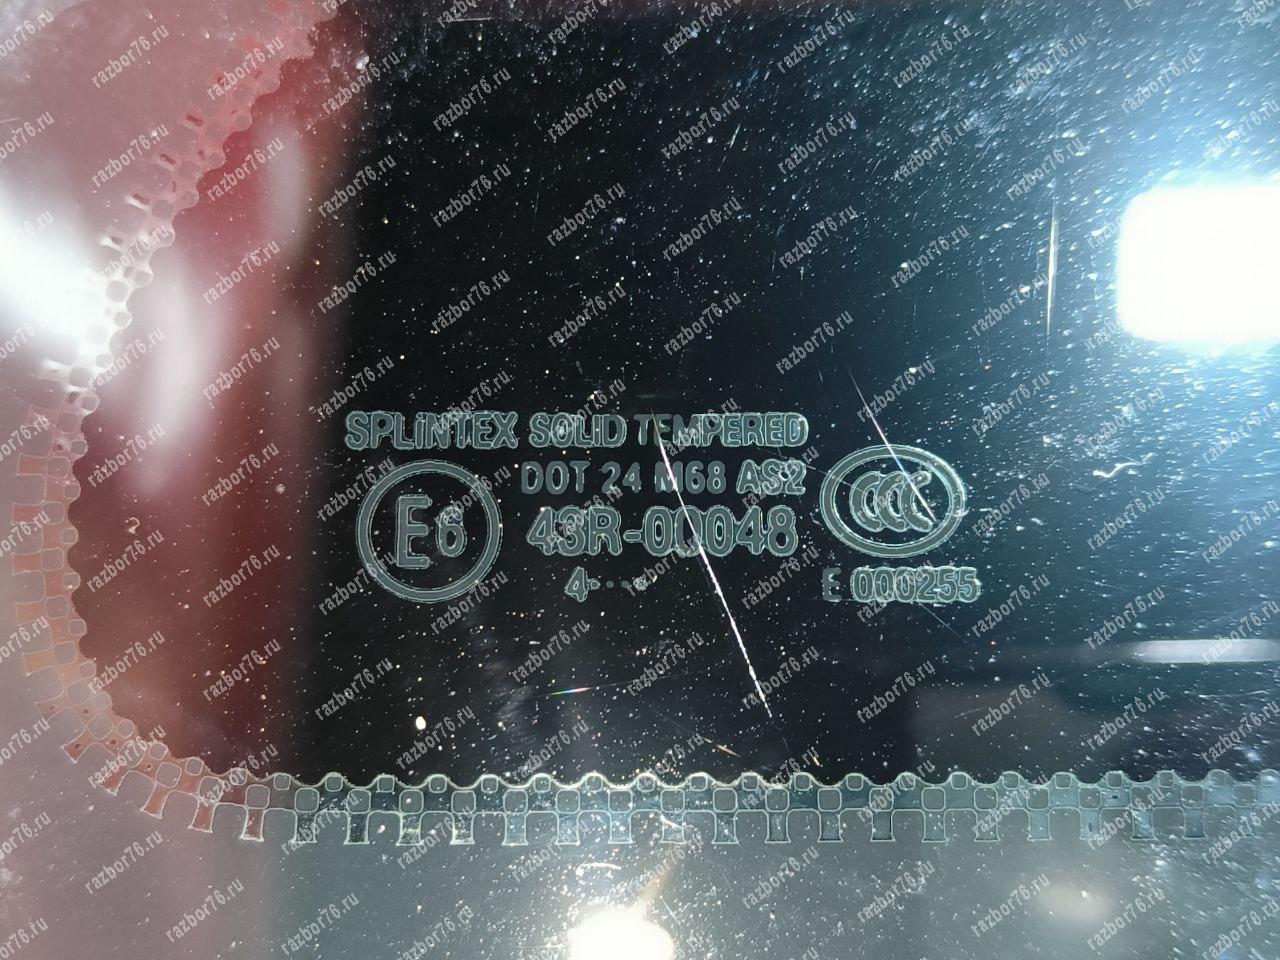 SPLINTEX SOLID TEMPERED
DOT 24 M68 AS2
E6
43R-00048
CCC
4····
E 000255
razbor76.ru